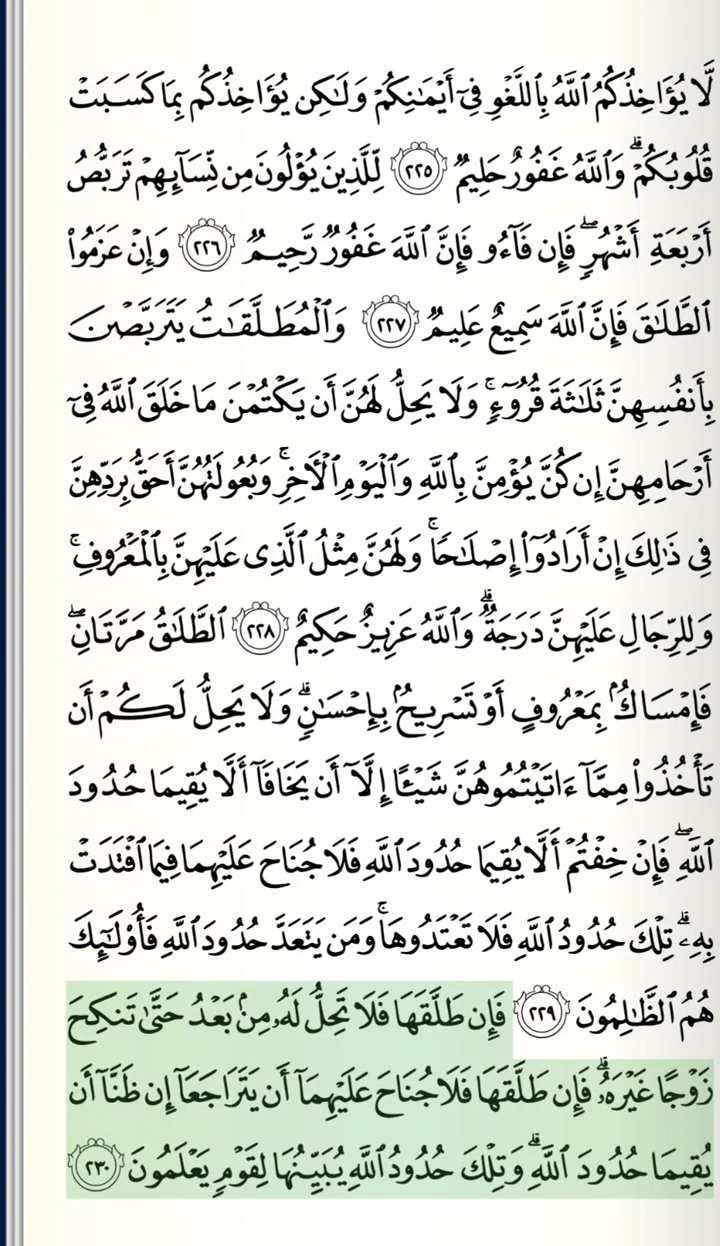 لَّا يُؤَاخِذُكُمُ ٱللَّهُ بِٱللَّغْوِ فِىٓ أَيْمَـٰنِكُمْ وَلَـٰكِن يُؤَاخِذُكُم بِمَا كَسَبَتْ
قُلُوبُكُمْ ۗ وَٱللَّهُ غَفُورٌ حَلِيمٌ ٢٢٥ لِّلَّذِينَ يُؤْلُونَ مِن نِّسَآئِهِمْ تَرَبُّصُ
أَرْبَعَةِ أَشْهُرٍ ۖ فَإِن فَآءُو فَإِنَّ ٱللَّهَ غَفُورٌ رَّحِيمٌ ٢٢٦ وَإِنْ عَزَمُوا۟
ٱلطَّلَـٰقَ فَإِنَّ ٱللَّهَ سَمِيعٌ عَلِيمٌ ٢٢٧ وَٱلْمُطَلَّقَـٰتُ يَتَرَبَّصْنَ
بِأَنفُسِهِنَّ ثَلَـٰثَةَ قُرُوٓءٍ ۚ وَلَا يَحِلُّ لَهُنَّ أَن يَكْتُمْنَ مَا خَلَقَ ٱللَّهُ فِىٓ
أَرْحَامِهِنَّ إِن كُنَّ يُؤْمِنَّ بِٱللَّهِ وَٱلْيَوْمِ ٱلْـَٔاخِرِ ۚ وَبُعُولَتُهُنَّ أَحَقُّ بِرَدِّهِنَّ
فِى ذَٰلِكَ إِنْ أَرَادُوٓا۟ إِصْلَـٰحًا ۚ وَلَهُنَّ مِثْلُ ٱلَّذِى عَلَيْهِنَّ بِٱلْمَعْرُوفِ ۚ
وَلِلرِّجَالِ عَلَيْهِنَّ دَرَجَةٌ ۗ وَٱللَّهُ عَزِيزٌ حَكِيمٌ ٢٢٨ ٱلطَّلَـٰقُ مَرَّتَانِ ۖ
فَإِمْسَاكٌۢ بِمَعْرُوفٍ أَوْ تَسْرِيحٌۢ بِإِحْسَـٰنٍ ۗ وَلَا يَحِلُّ لَكُمْ أَن
تَأْخُذُوا۟ مِمَّآ ءَاتَيْتُمُوهُنَّ شَيْـًٔا إِلَّآ أَن يَخَافَآ أَلَّا يُقِيمَا حُدُودَ
ٱللَّهِ ۖ فَإِنْ خِفْتُمْ أَلَّا يُقِيمَا حُدُودَ ٱللَّهِ فَلَا جُنَاحَ عَلَيْهِمَا فِيمَا ٱفْتَدَتْ
بِهِۦ ۗ تِلْكَ حُدُودُ ٱللَّهِ فَلَا تَعْتَدُوهَا ۚ وَمَن يَتَعَدَّ حُدُودَ ٱللَّهِ فَأُو۟لَـٰٓئِكَ
هُمُ ٱلظَّـٰلِمُونَ ٢٢٩ فَإِن طَلَّقَهَا فَلَا تَحِلُّ لَهُۥ مِنۢ بَعْدُ حَتَّىٰ تَنكِحَ
زَوْجًا غَيْرَهُۥ ۗ فَإِن طَلَّقَهَا فَلَا جُنَاحَ عَلَيْهِمَآ أَن يَتَرَاجَعَآ إِن ظَنَّآ أَن
يُقِيمَا حُدُودَ ٱللَّهِ ۗ وَتِلْكَ حُدُودُ ٱللَّهِ يُبَيِّنُهَا لِقَوْمٍ يَعْلَمُونَ ٢٣٠